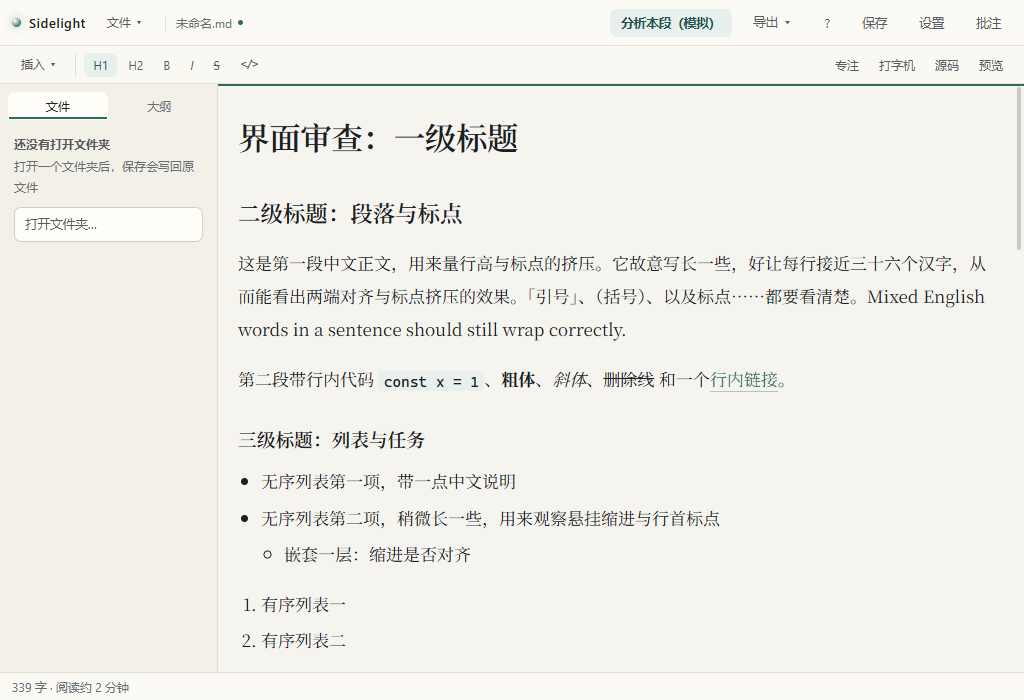 Sidelight 文件 未命名.md 分析本段（模拟） 导出 ? 保存 设置 批注
插入 H1 H2 B I S </> 专注 打字机 源码 预览
文件 大纲
还没有打开文件夹
打开一个文件夹后，保存会写回原
文件
打开文件夹...
界面审查：一级标题
二级标题：段落与标点
这是第一段中文正文，用来量行高与标点的挤压。它故意写长一些，好让每行接近三十六个汉字，从
而能看出两端对齐与标点挤压的效果。「引号」、（括号）、以及标点……都要看清楚。Mixed English
words in a sentence should still wrap correctly.
第二段带行内代码 const x = 1 、粗体、斜体、删除线 和一个行内链接。
三级标题：列表与任务
无序列表第一项，带一点中文说明
无序列表第二项，稍微长一些，用来观察悬挂缩进与行首标点
嵌套一层：缩进是否对齐
1. 有序列表一
2. 有序列表二
339 字 · 阅读约 2 分钟